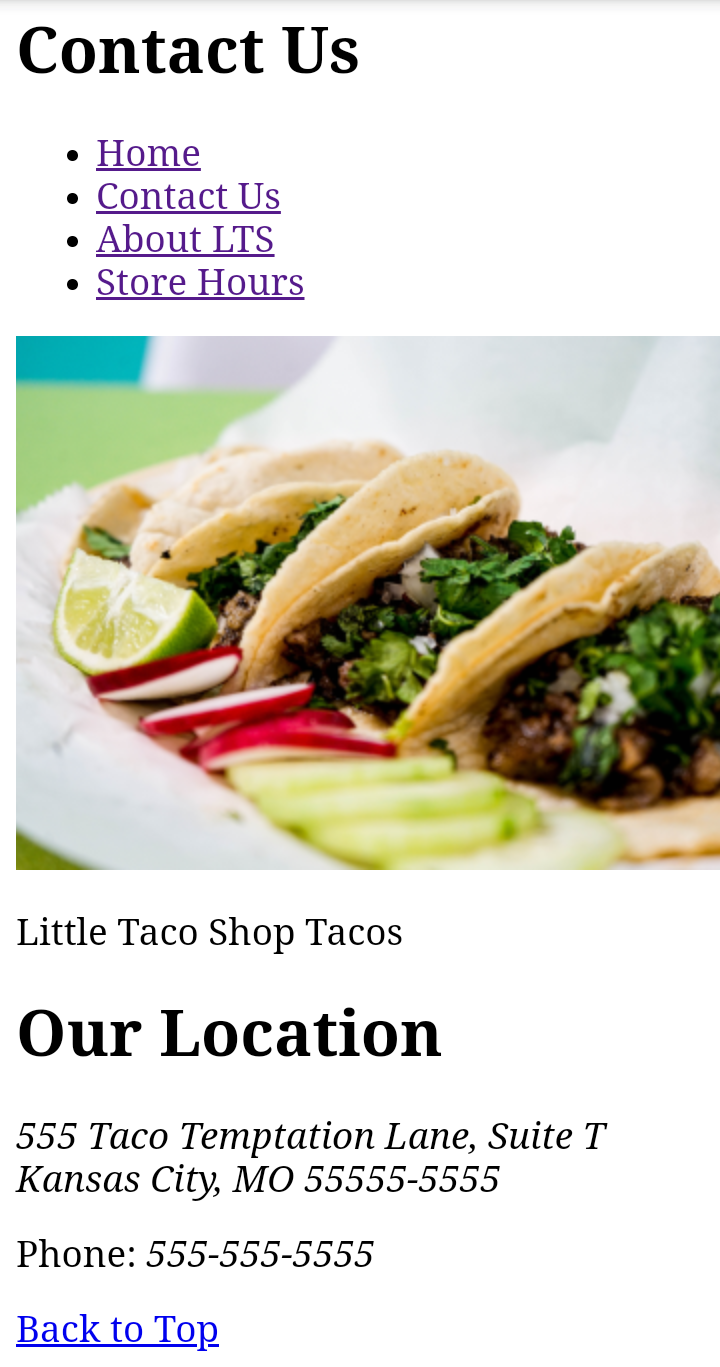 Contact Us
Home
Contact Us
About LTS
Store Hours
Little Taco Shop Tacos
Our Location
555 Taco Temptation Lane, Suite T
Kansas City, MO 55555-5555
Phone: 555-555-5555
Back to Top